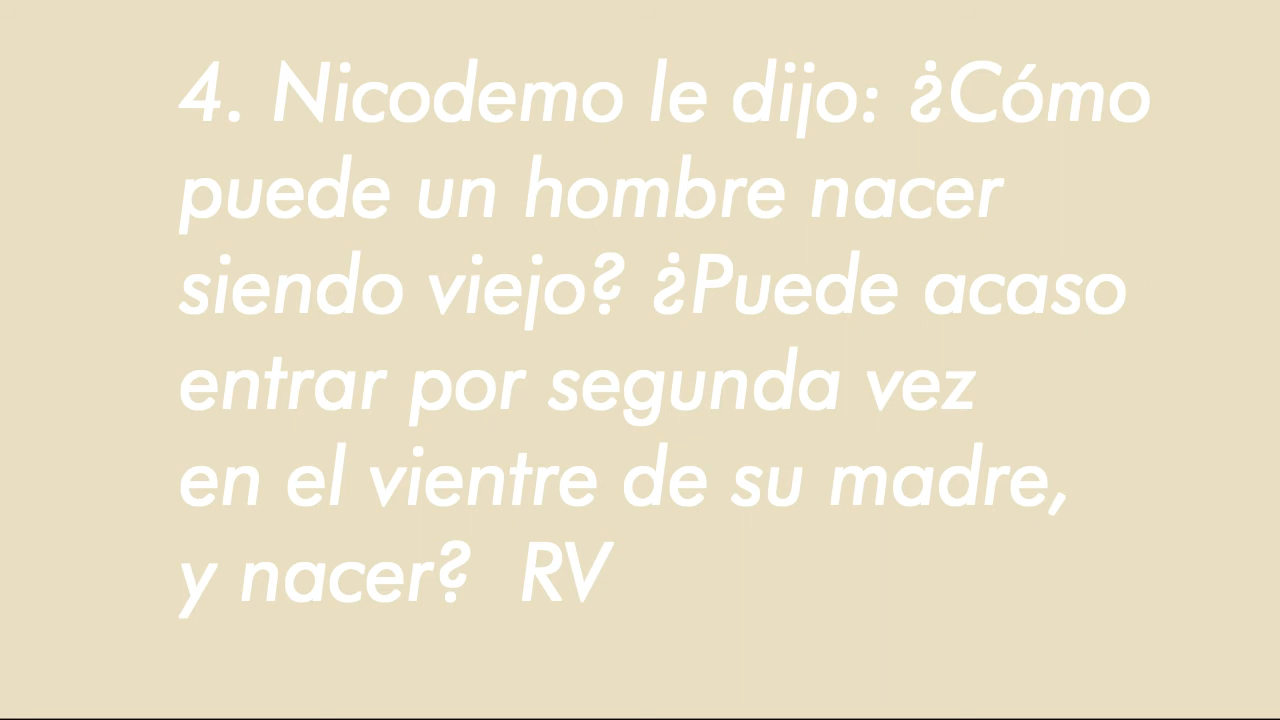 4. Nicodemo le dijo: ¿Cómo
puede un hombre nacer
siendo viejo? ¿Puede acaso
entrar por segunda vez
en el vientre de su madre,
y nacer?  RV